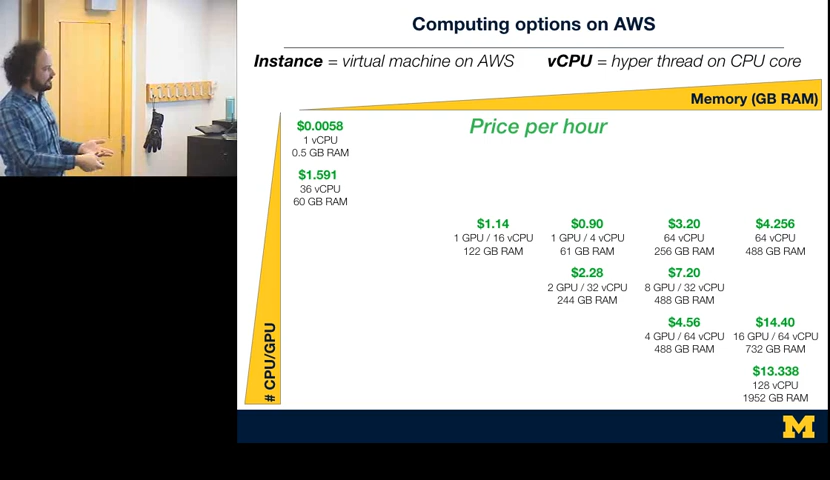 Computing options on AWS
Instance = virtual machine on AWS
vCPU = hyper thread on CPU core
Memory (GB RAM)
Price per hour
# CPU/GPU
$0.0058
1 vCPU
0.5 GB RAM
$1.591
36 vCPU
60 GB RAM
$1.14
1 GPU / 16 vCPU
122 GB RAM
$0.90
1 GPU / 4 vCPU
61 GB RAM
$3.20
64 vCPU
256 GB RAM
$4.256
64 vCPU
488 GB RAM
$2.28
2 GPU / 32 vCPU
244 GB RAM
$7.20
8 GPU / 32 vCPU
488 GB RAM
$4.56
4 GPU / 64 vCPU
488 GB RAM
$14.40
16 GPU / 64 vCPU
732 GB RAM
$13.338
128 vCPU
1952 GB RAM
M